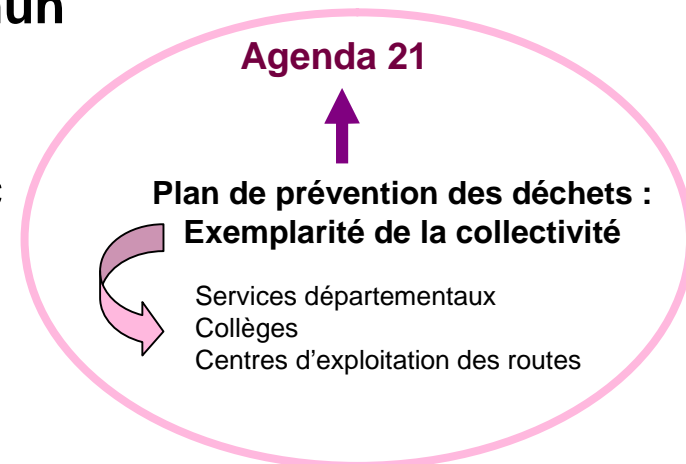 Agenda 21
Plan de prévention des déchets :
Exemplarité de la collectivité
Services départementaux
Collèges
Centres d'exploitation des routes